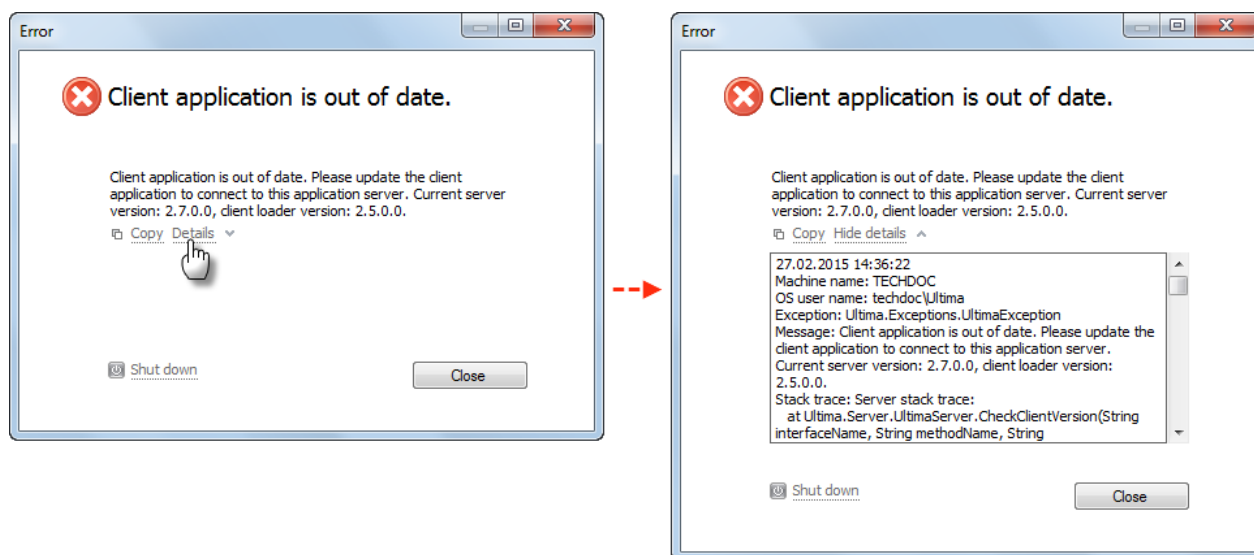 Error
Client application is out of date.
Client application is out of date. Please update the client
application to connect to this application server. Current server
version: 2.7.0.0, client loader version: 2.5.0.0.
Copy Details
Shut down
Close
Error
Client application is out of date.
Client application is out of date. Please update the client
application to connect to this application server. Current server
version: 2.7.0.0, client loader version: 2.5.0.0.
Copy Hide details
27.02.2015 14:36:22
Machine name: TECHDOC
OS user name: techdoc\Ultima
Exception: Ultima.Exceptions.UltimaException
Message: Client application is out of date. Please update the
client application to connect to this application server.
Current server version: 2.7.0.0, client loader version:
2.5.0.0.
Stack trace: Server stack trace:
at Ultima.Server.UltimaServer.CheckClientVersion(String
interfaceName, String methodName, String
Shut down
Close